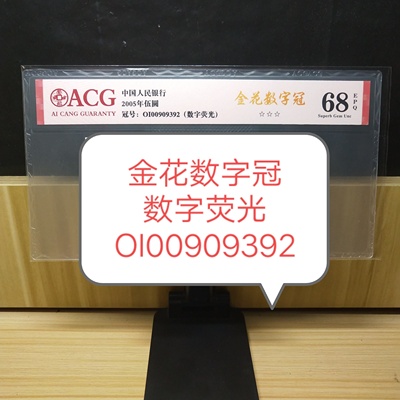 ACG
AI CANG GUARANTY
中国人民银行
2005年伍圆
冠号：OI00909392（数字荧光）
金花数字冠
☆☆☆
68 EPQ
Superb Gem Unc
金花数字冠
数字荧光
OI00909392